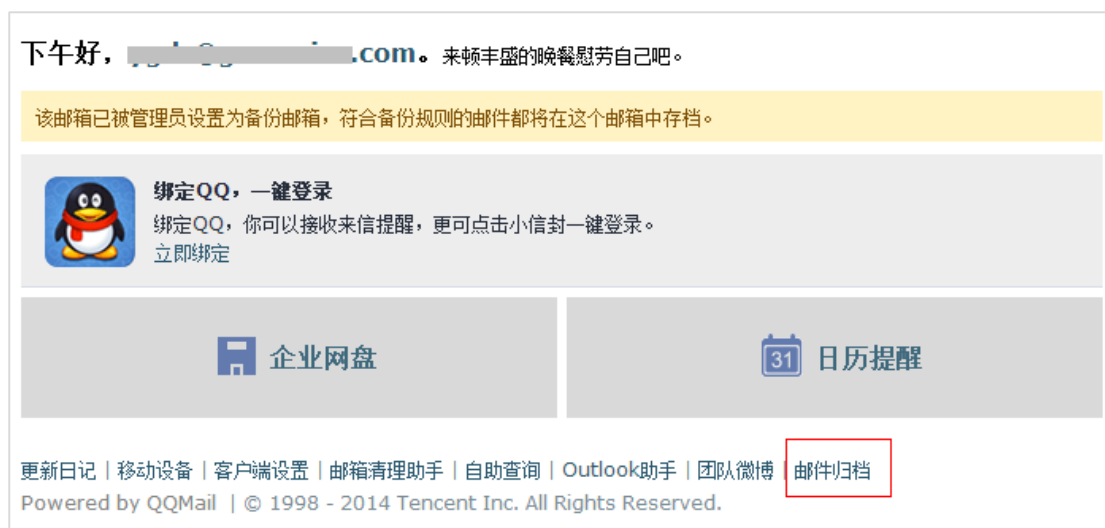 下午好，.com。来顿丰盛的晚餐慰劳自己吧。
该邮箱已被管理员设置为备份邮箱，符合备份规则的邮件都将在这个邮箱中存档。
绑定QQ，一键登录
绑定QQ，你可以接收来信提醒，更可点击小信封一键登录。
立即绑定
企业网盘
31 日历提醒
更新日记 | 移动设备 | 客户端设置 | 邮箱清理助手 | 自助查询 | Outlook助手 | 团队微博 | 邮件归档
Powered by QQMail | © 1998 - 2014 Tencent Inc. All Rights Reserved.